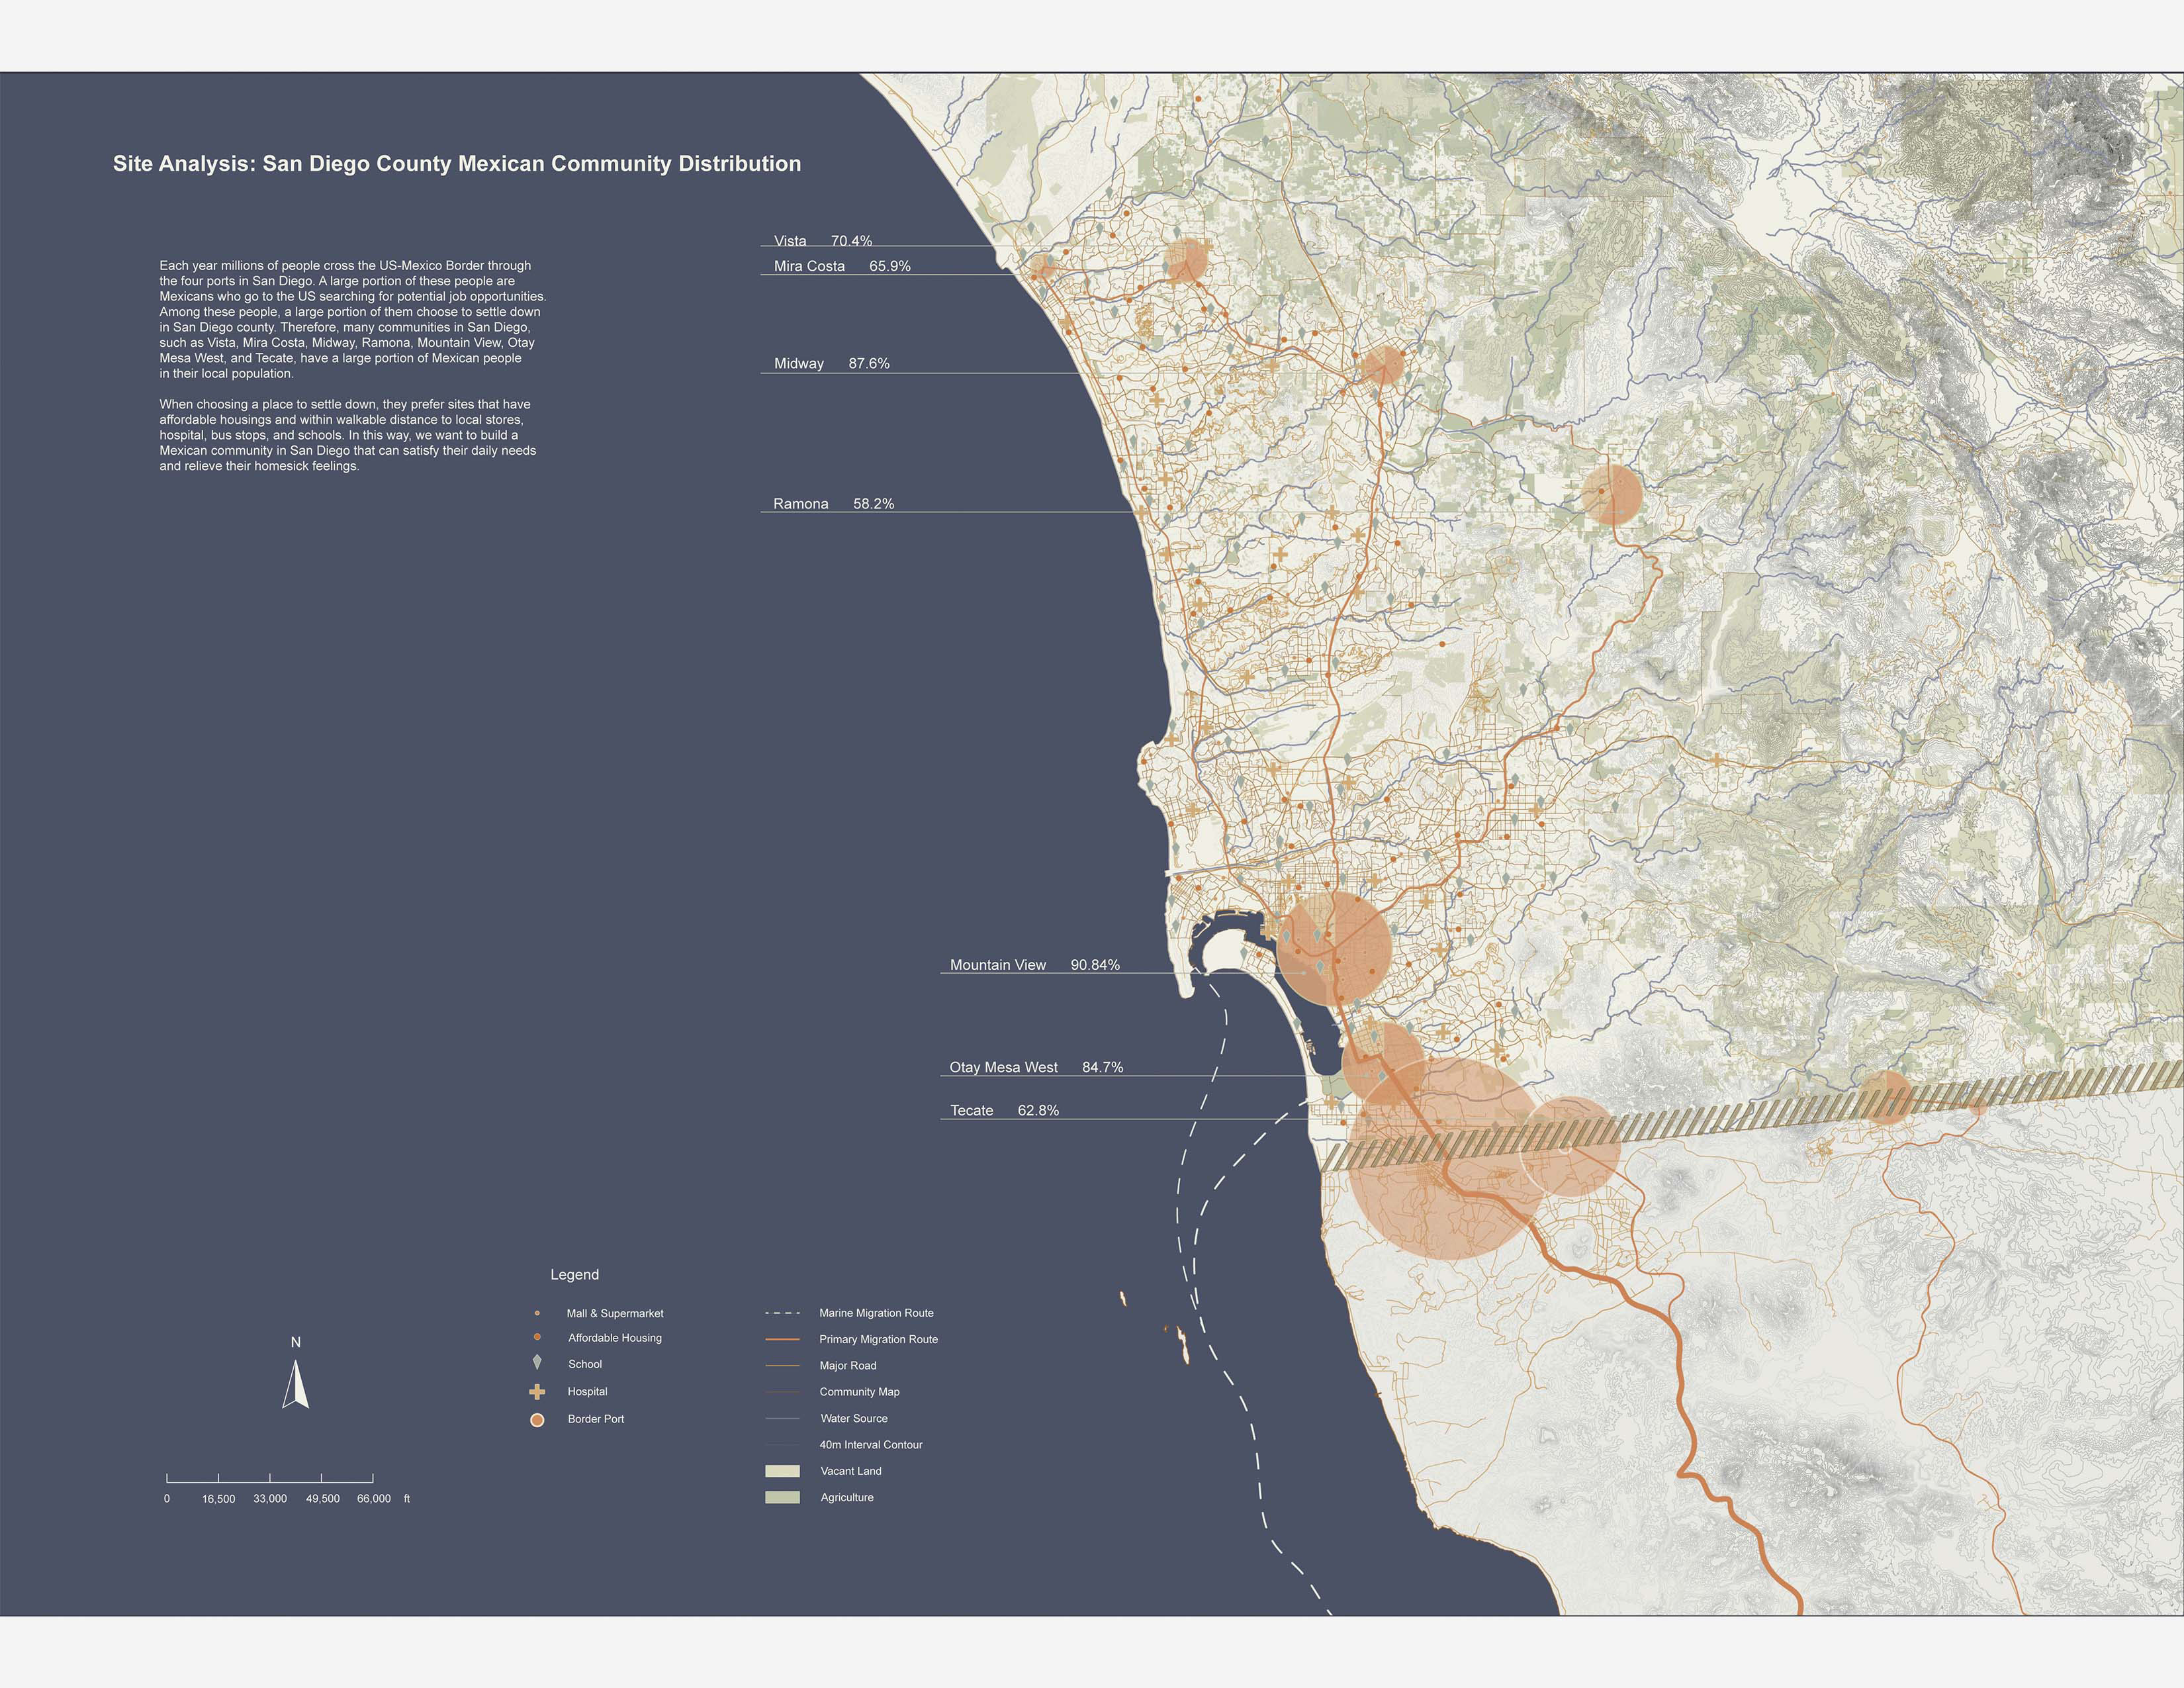 Site Analysis: San Diego County Mexican Community Distribution
Each year millions of people cross the US-Mexico Border through
the four ports in San Diego. A large portion of these people are
Mexicans who go to the US searching for potential job opportunities.
Among these people, a large portion of them choose to settle down
in San Diego county. Therefore, many communities in San Diego,
such as Vista, Mira Costa, Midway, Ramona, Mountain View, Otay
Mesa West, and Tecate, have a large portion of Mexican people
in their local population.
When choosing a place to settle down, they prefer sites that have
affordable housings and within walkable distance to local stores,
hospital, bus stops, and schools. In this way, we want to build a
Mexican community in San Diego that can satisfy their daily needs
and relieve their homesick feelings.
Vista 70.4%
Mira Costa 65.9%
Midway 87.6%
Ramona 58.2%
Mountain View 90.84%
Otay Mesa West 84.7%
Tecate 62.8%
Legend
Mall & Supermarket
Affordable Housing
School
Hospital
Border Port
Marine Migration Route
Primary Migration Route
Major Road
Community Map
Water Source
40m Interval Contour
Vacant Land
Agriculture
N
0 16,500 33,000 49,500 66,000 ft